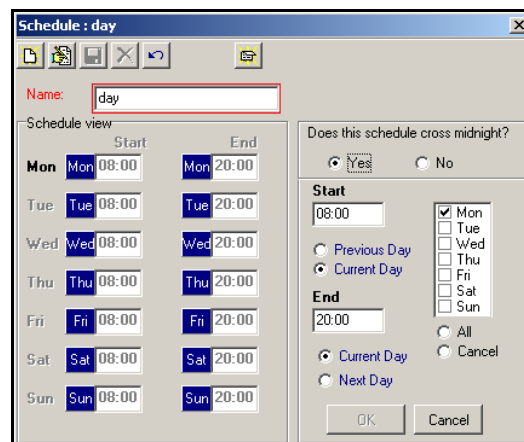 Schedule : day
Name: day
Schedule view
Start End
Mon Mon 08:00 Mon 20:00
Tue Tue 08:00 Tue 20:00
Wed Wed 08:00 Wed 20:00
Thu Thu 08:00 Thu 20:00
Fri Fri 08:00 Fri 20:00
Sat Sat 08:00 Sat 20:00
Sun Sun 08:00 Sun 20:00
Does this schedule cross midnight?
Yes No
Start
08:00
Previous Day
Current Day
End
20:00
Current Day
Next Day
Mon
Tue
Wed
Thu
Fri
Sat
Sun
All
Cancel
OK Cancel